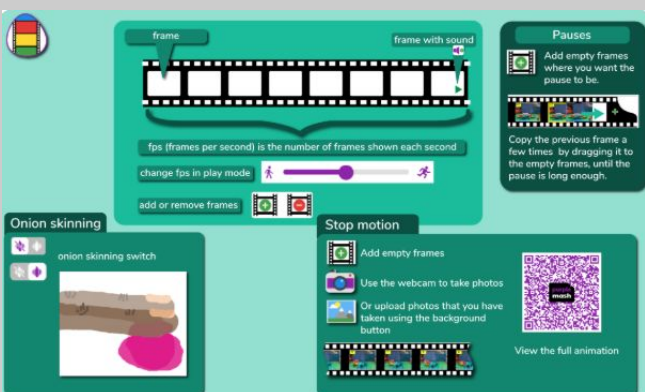 frame
frame with sound
fps (frames per second) is the number of frames shown each second
change fps in play mode
add or remove frames
Pauses
Add empty frames
where you want the
pause to be.
Copy the previous frame a
few times by dragging it to
the empty frames, until the
pause is long enough.
Onion skinning
onion skinning switch
Stop motion
Add empty frames
Use the webcam to take photos
Or upload photos that you have
taken using the background
button
purple
mash
View the full animation